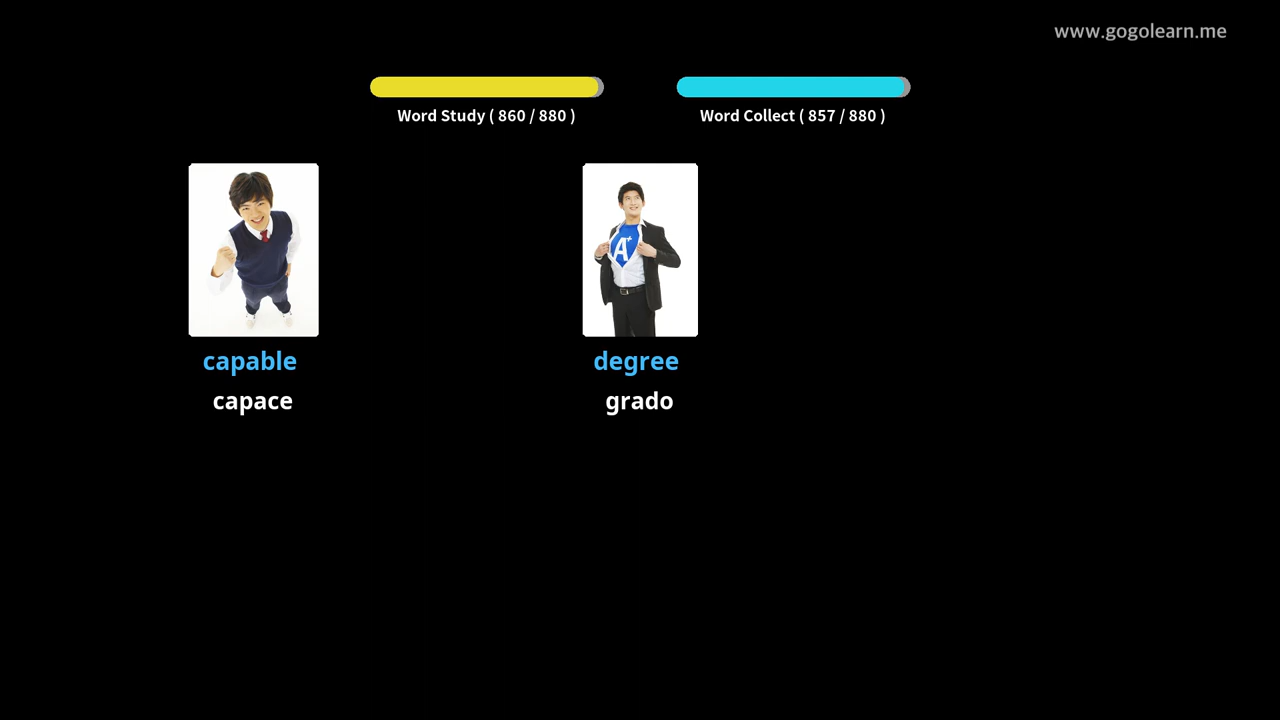 www.gogolearn.me
Word Study ( 860 / 880 )
Word Collect ( 857 / 880 )
A+
capable
degree
capace
grado